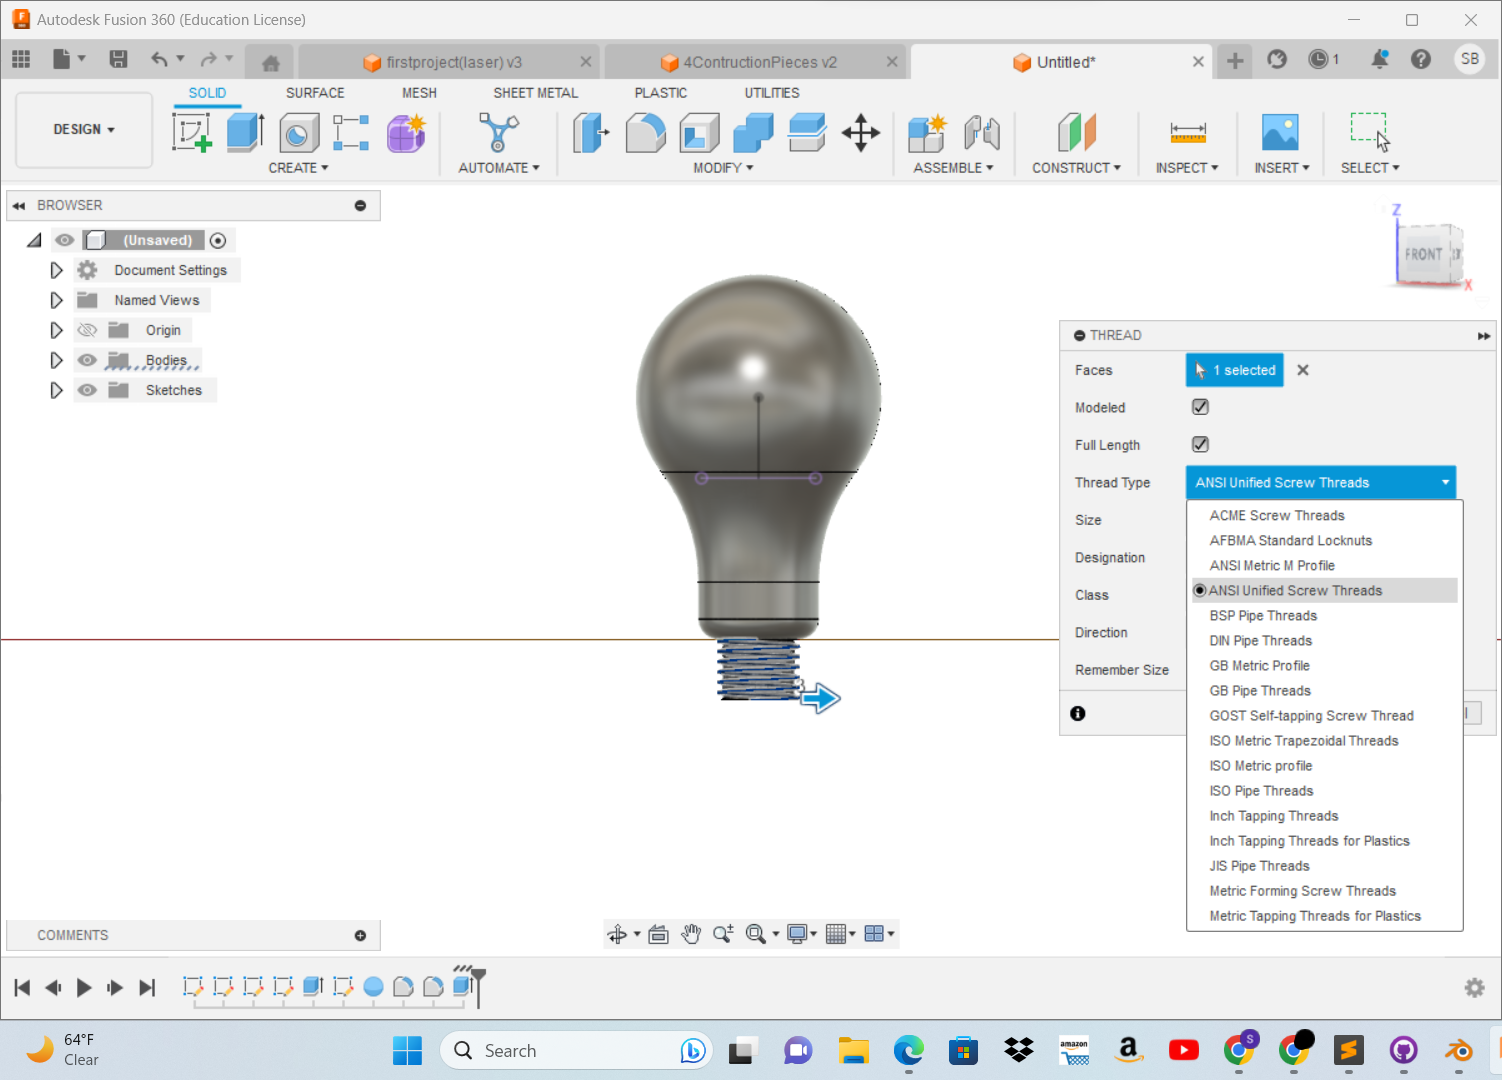 Autodesk Fusion 360 (Education License)
firstproject(laser) v3
4ContructionPieces v2
Untitled*
1
SB
SOLID
SURFACE
MESH
SHEET METAL
PLASTIC
UTILITIES
DESIGN
CREATE
AUTOMATE
MODIFY
ASSEMBLE
CONSTRUCT
INSPECT
INSERT
SELECT
BROWSER
(Unsaved)
Document Settings
Named Views
Origin
Bodies
Sketches
Z
FRONT
X
THREAD
Faces
1 selected
Modeled
Full Length
Thread Type
ANSI Unified Screw Threads
Size
Designation
Class
Direction
Remember Size
ACME Screw Threads
AFBMA Standard Locknuts
ANSI Metric M Profile
ANSI Unified Screw Threads
BSP Pipe Threads
DIN Pipe Threads
GB Metric Profile
GB Pipe Threads
GOST Self-tapping Screw Thread
ISO Metric Trapezoidal Threads
ISO Metric profile
ISO Pipe Threads
Inch Tapping Threads
Inch Tapping Threads for Plastics
JIS Pipe Threads
Metric Forming Screw Threads
Metric Tapping Threads for Plastics
COMMENTS
64°F
Clear
Search
amazon
a
S